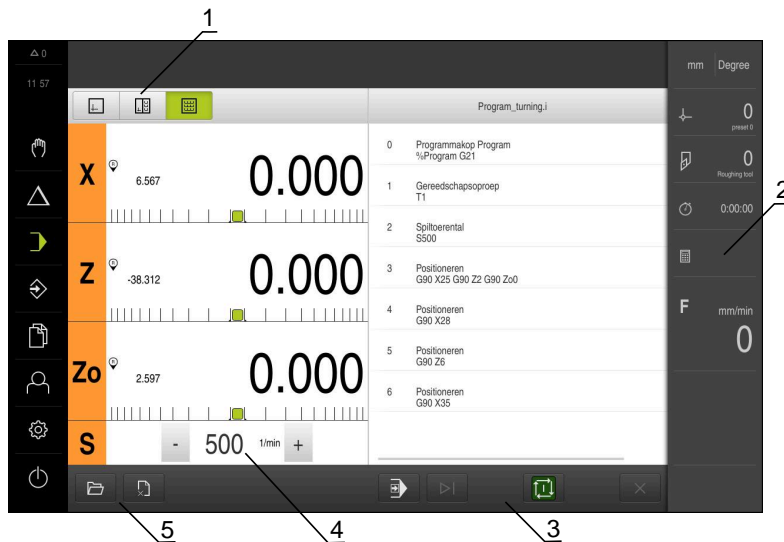 1
△ 0
11 57
mm Degree
Program_turning.i
0
preset 0
0
Roughing tool
0:00:00
2
F mm/min
0
X R 6.567 0.000
Z R -38.312 0.000
Zo R 2.597 0.000
S - 500 1/min +
0 Programmakop Program
%Program G21
1 Gereedschapsoproep
T1
2 Spiltoerental
S500
3 Positioneren
G90 X25 G90 Z2 G90 Zo0
4 Positioneren
G90 X28
5 Positioneren
G90 Z6
6 Positioneren
G90 X35
5
4
3